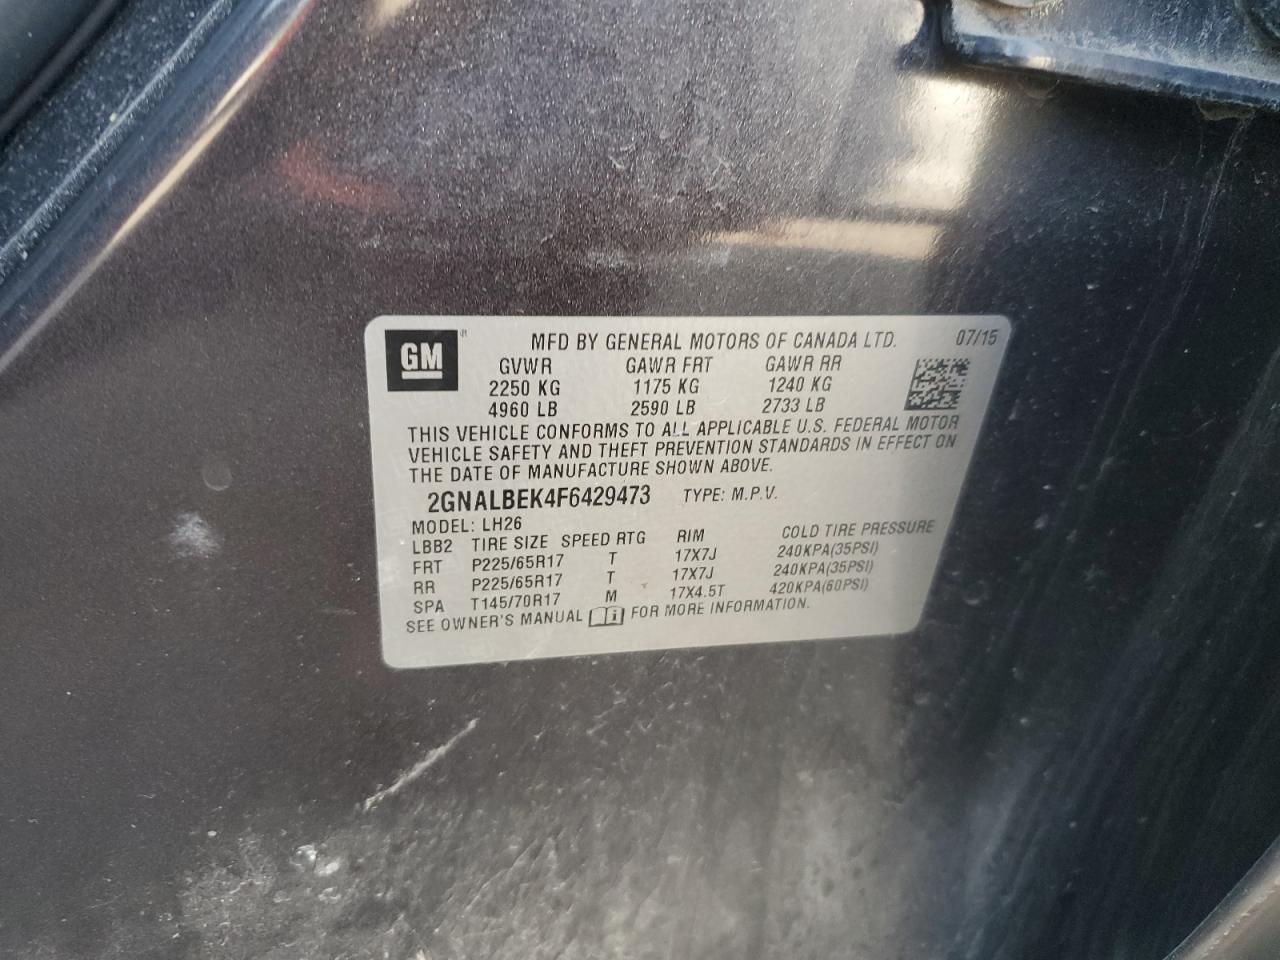 GM
MFD BY GENERAL MOTORS OF CANADA LTD. 07/15
GVWR GAWR FRT GAWR RR
2250 KG 1175 KG 1240 KG
4960 LB 2590 LB 2733 LB
THIS VEHICLE CONFORMS TO ALL APPLICABLE U.S. FEDERAL MOTOR
VEHICLE SAFETY AND THEFT PREVENTION STANDARDS IN EFFECT ON
THE DATE OF MANUFACTURE SHOWN ABOVE.
2GNALBEK4F6429473 TYPE: M.P.V.
MODEL: LH26
LBB2 TIRE SIZE SPEED RTG RIM COLD TIRE PRESSURE
FRT P225/65R17 T 17X7J 240KPA(35PSI)
RR P225/65R17 T 17X7J 240KPA(35PSI)
SPA T145/70R17 M 17X4.5T 420KPA(60PSI)
SEE OWNER'S MANUAL i FOR MORE INFORMATION.